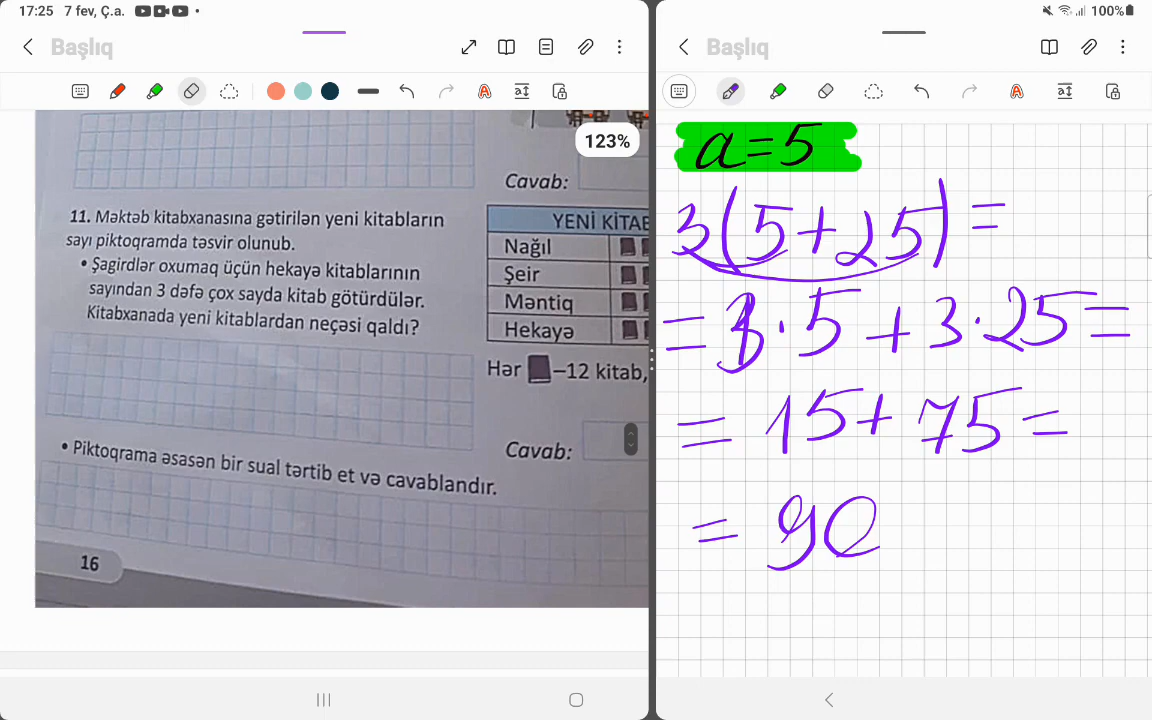 17:25 7 fev, Ç.a.
100%
Başlıq
Başlıq
123%
Cavab:
11. Məktəb kitabxanasına gətirilən yeni kitabların
sayı piktoqramda təsvir olunub.
• Şagirdlər oxumaq üçün hekayə kitablarının
sayından 3 dəfə çox sayda kitab götürdülər.
Kitabxanada yeni kitablardan neçəsi qaldı?
YENİ KİTAB
Nağıl
Şeir
Məntiq
Hekayə
Hər –12 kitab,
Cavab:
• Piktoqrama əsasən bir sual tərtib et və cavablandır.
16
a=5
3(5+25)=
=3·5+3·25=
=15+75=
=90